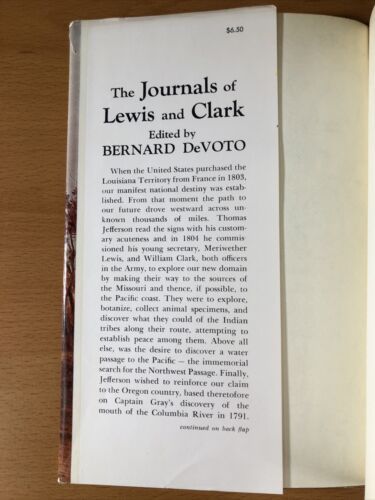 $6.50
The Journals of
Lewis and Clark
Edited by
BERNARD DeVOTO
When the United States purchased the
Louisiana Territory from France in 1803,
our manifest national destiny was estab-
lished. From that moment the path to
our future drove westward across un-
known thousands of miles. Thomas
Jefferson read the signs with his custom-
ary acuteness and in 1804 he commis-
sioned his young secretary, Meriwether
Lewis, and William Clark, both officers
in the Army, to explore our new domain
by making their way to the sources of
the Missouri and thence, if possible, to
the Pacific coast. They were to explore,
botanize, collect animal specimens, and
discover what they could of the Indian
tribes along their route, attempting to
establish peace among them. Above all
else, was the desire to discover a water
passage to the Pacific – the immemorial
search for the Northwest Passage. Finally,
Jefferson wished to reinforce our claim
to the Oregon country, based theretofore
on Captain Gray's discovery of the
mouth of the Columbia River in 1791.
continued on back flap